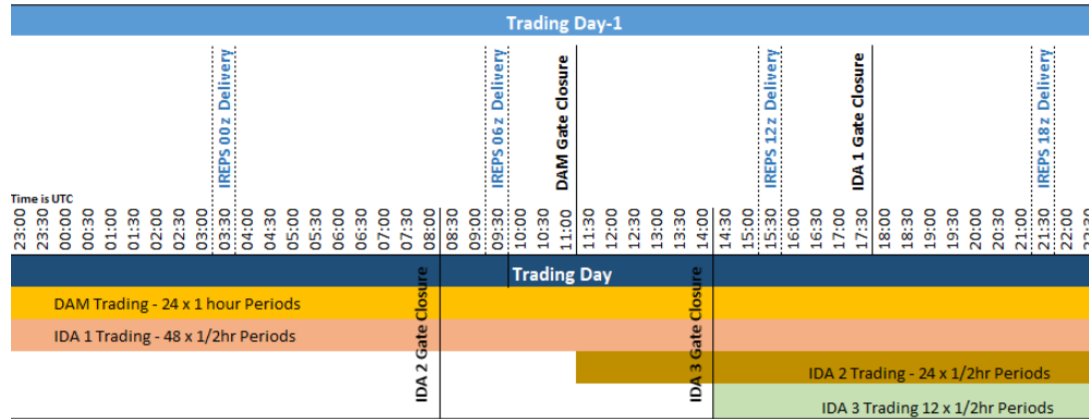 Trading Day-1
IREPS 00 z Delivery
IREPS 06 z Delivery
DAM Gate Closure
IREPS 12 z Delivery
IDA 1 Gate Closure
IREPS 18 z Delivery
Time is UTC
23:00 23:30 00:00 00:30 01:00 01:30 02:00 02:30 03:00 03:30 04:00 04:30 05:00 05:30 06:00 06:30 07:00 07:30 08:00 08:30 09:00 09:30 10:00 10:30 11:00 11:30 12:00 12:30 13:00 13:30 14:00 14:30 15:00 15:30 16:00 16:30 17:00 17:30 18:00 18:30 19:00 19:30 20:00 20:30 21:00 21:30 22:00
Trading Day
DAM Trading - 24 x 1 hour Periods
IDA 1 Trading - 48 x 1/2hr Periods
IDA 2 Gate Closure
IDA 3 Gate Closure
IDA 2 Trading - 24 x 1/2hr Periods
IDA 3 Trading 12 x 1/2hr Periods